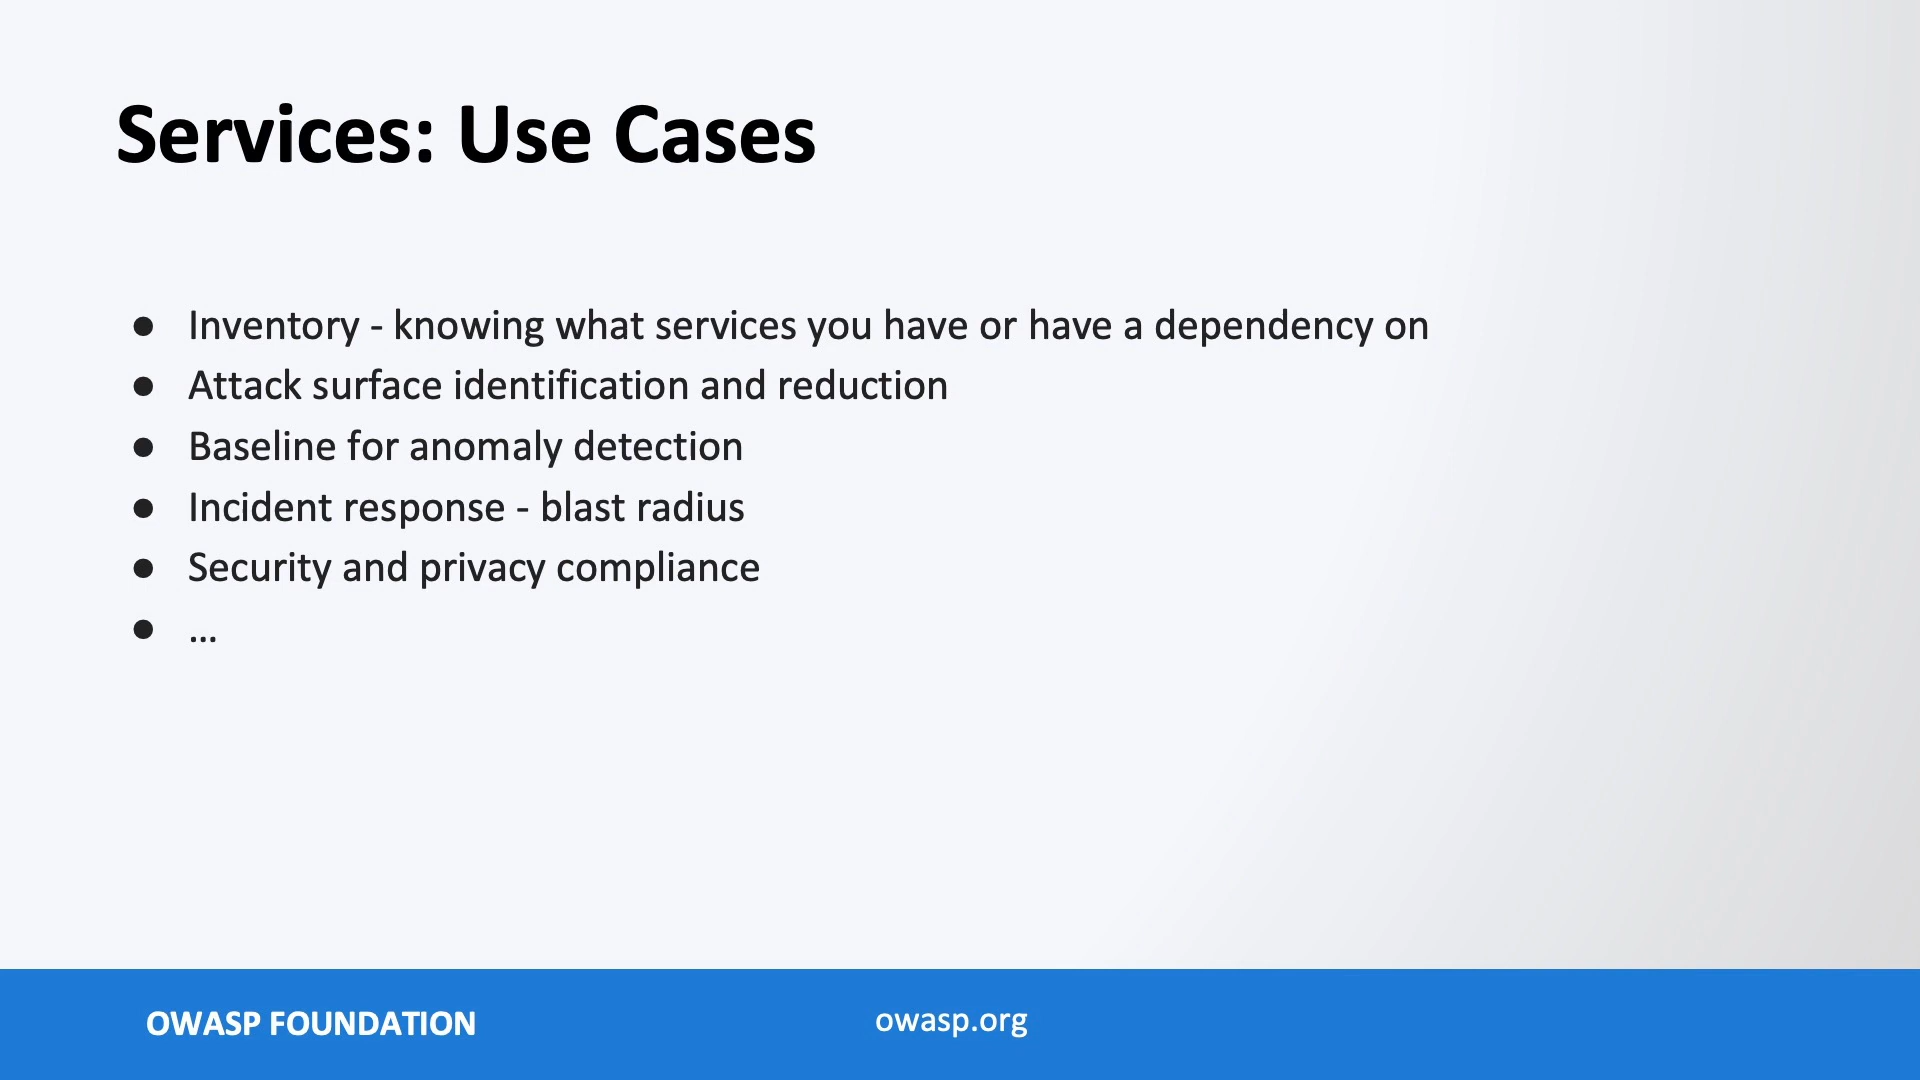 Services: Use Cases
● Inventory - knowing what services you have or have a dependency on
● Attack surface identification and reduction
● Baseline for anomaly detection
● Incident response - blast radius
● Security and privacy compliance
● ...
OWASP FOUNDATION
owasp.org